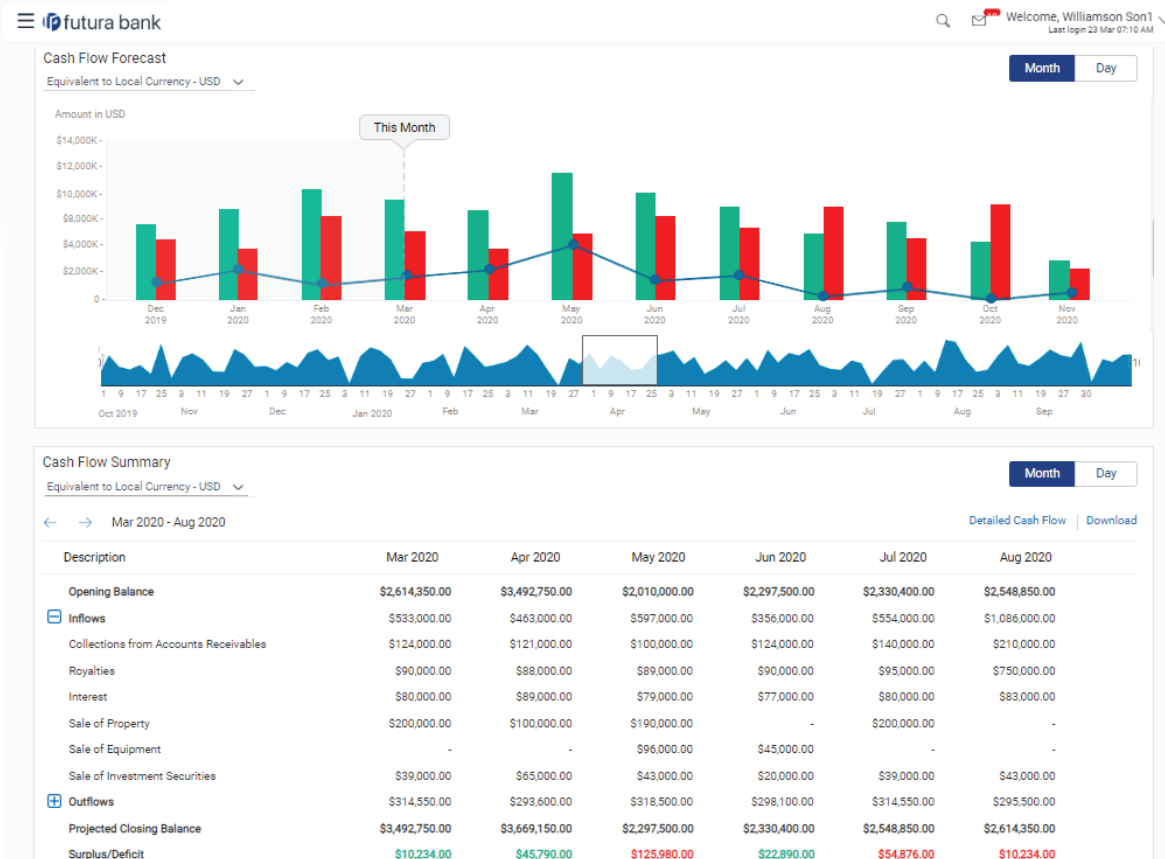 futura bank
Welcome, Williamson Son1
Last login 23 Mar 07:10 AM
Cash Flow Forecast
Equivalent to Local Currency - USD
Month Day
Amount in USD
This Month
$14,000K
$12,000K
$10,000K
$8,000K
$4,000K
$2,000K
0
Dec 2019 Jan 2020 Feb 2020 Mar 2020 Apr 2020 May 2020 Jun 2020 Jul 2020 Aug 2020 Sep 2020 Oct 2020 Nov 2020
1 9 17 25 3 11 19 27 1 9 17 25 3 11 19 27 1 9 17 25 3 11 19 27 1 9 17 25 3 11 19 27 1 9 17 25 3 11 19 27 1 9 17 25 3 11 19 27 30
Oct 2019 Nov Dec Jan 2020 Feb Mar Apr May Jun Jul Aug Sep
Cash Flow Summary
Equivalent to Local Currency - USD
Month Day
Mar 2020 - Aug 2020
Detailed Cash Flow Download
Description Mar 2020 Apr 2020 May 2020 Jun 2020 Jul 2020 Aug 2020
Opening Balance $2,614,350.00 $3,492,750.00 $2,010,000.00 $2,297,500.00 $2,330,400.00 $2,548,850.00
Inflows $533,000.00 $463,000.00 $597,000.00 $356,000.00 $554,000.00 $1,086,000.00
Collections from Accounts Receivables $124,000.00 $121,000.00 $100,000.00 $124,000.00 $140,000.00 $210,000.00
Royalties $90,000.00 $88,000.00 $89,000.00 $90,000.00 $95,000.00 $750,000.00
Interest $80,000.00 $89,000.00 $79,000.00 $77,000.00 $80,000.00 $83,000.00
Sale of Property $200,000.00 $100,000.00 $190,000.00 - $200,000.00 -
Sale of Equipment - - $96,000.00 $45,000.00 - -
Sale of Investment Securities $39,000.00 $65,000.00 $43,000.00 $20,000.00 $39,000.00 $43,000.00
Outflows $314,550.00 $293,600.00 $318,500.00 $298,100.00 $314,550.00 $295,500.00
Projected Closing Balance $3,492,750.00 $3,669,150.00 $2,297,500.00 $2,330,400.00 $2,548,850.00 $2,614,350.00
Surplus/Deficit $10,234.00 $45,790.00 $125,980.00 $22,890.00 $54,876.00 $10,234.00